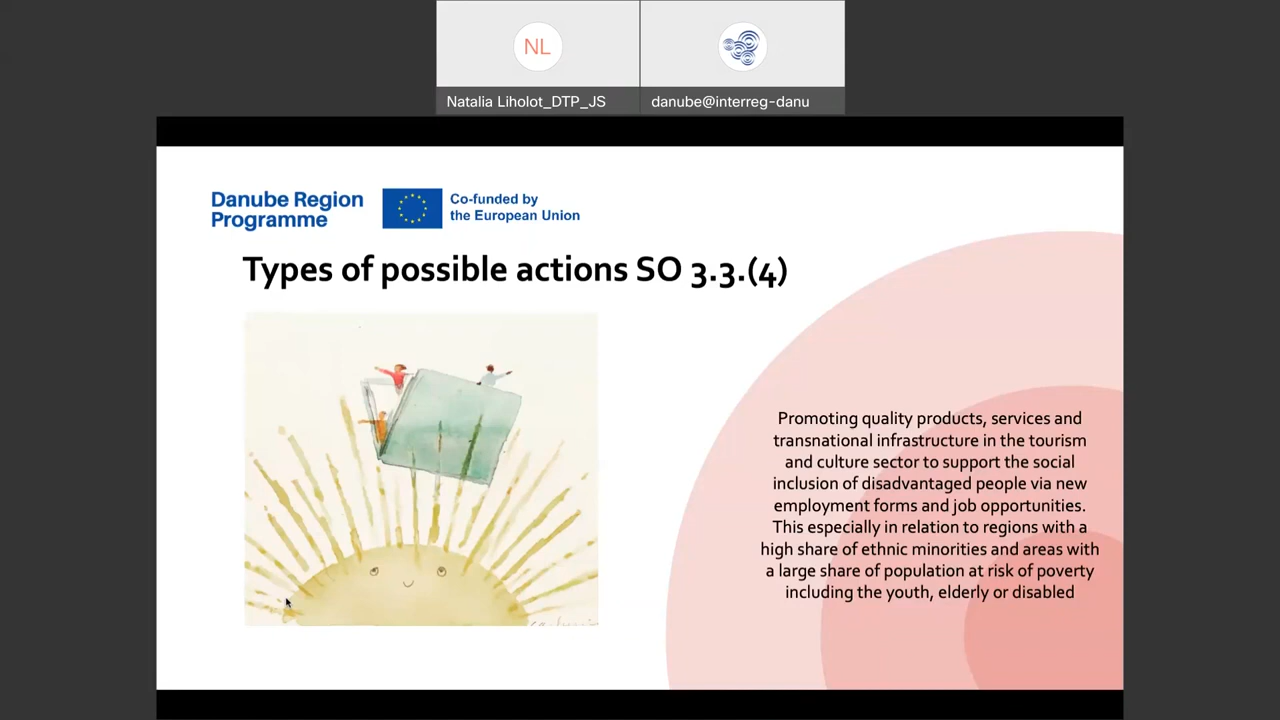 NL
Natalia Liholot_DTP_JS
danube@interreg-danu
Danube Region
Programme
Co-funded by
the European Union
Types of possible actions SO 3.3.(4)
Promoting quality products, services and
transnational infrastructure in the tourism
and culture sector to support the social
inclusion of disadvantaged people via new
employment forms and job opportunities.
This especially in relation to regions with a
high share of ethnic minorities and areas with
a large share of population at risk of poverty
including the youth, elderly or disabled